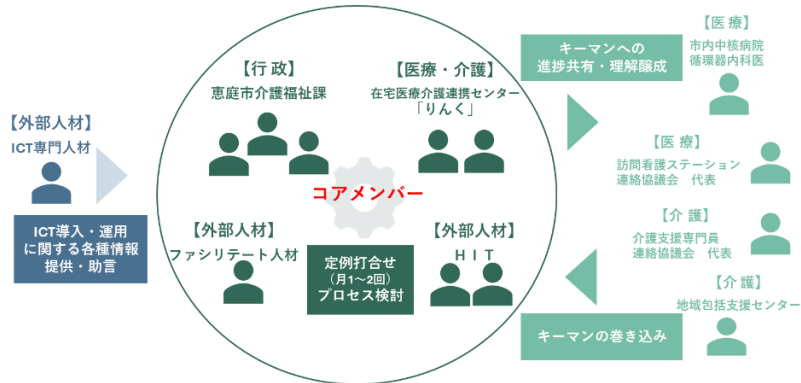 【外部人材】
ICT専門人材
ICT導入・運用
に関する各種情報
提供・助言
【行 政】
恵庭市介護福祉課
【医療・介護】
在宅医療介護連携センター
「りんく」
コアメンバー
【外部人材】
ファシリテート人材
定例打合せ
（月1〜2回）
プロセス検討
【外部人材】
ＨＩＴ
キーマンへの
進捗共有・理解醸成
【医 療】
市内中核病院
循環器内科医
【医 療】
訪問看護ステーション
連絡協議会　代表
【介 護】
介護支援専門員
連絡協議会　代表
【介 護】
地域包括支援センター
キーマンの巻き込み